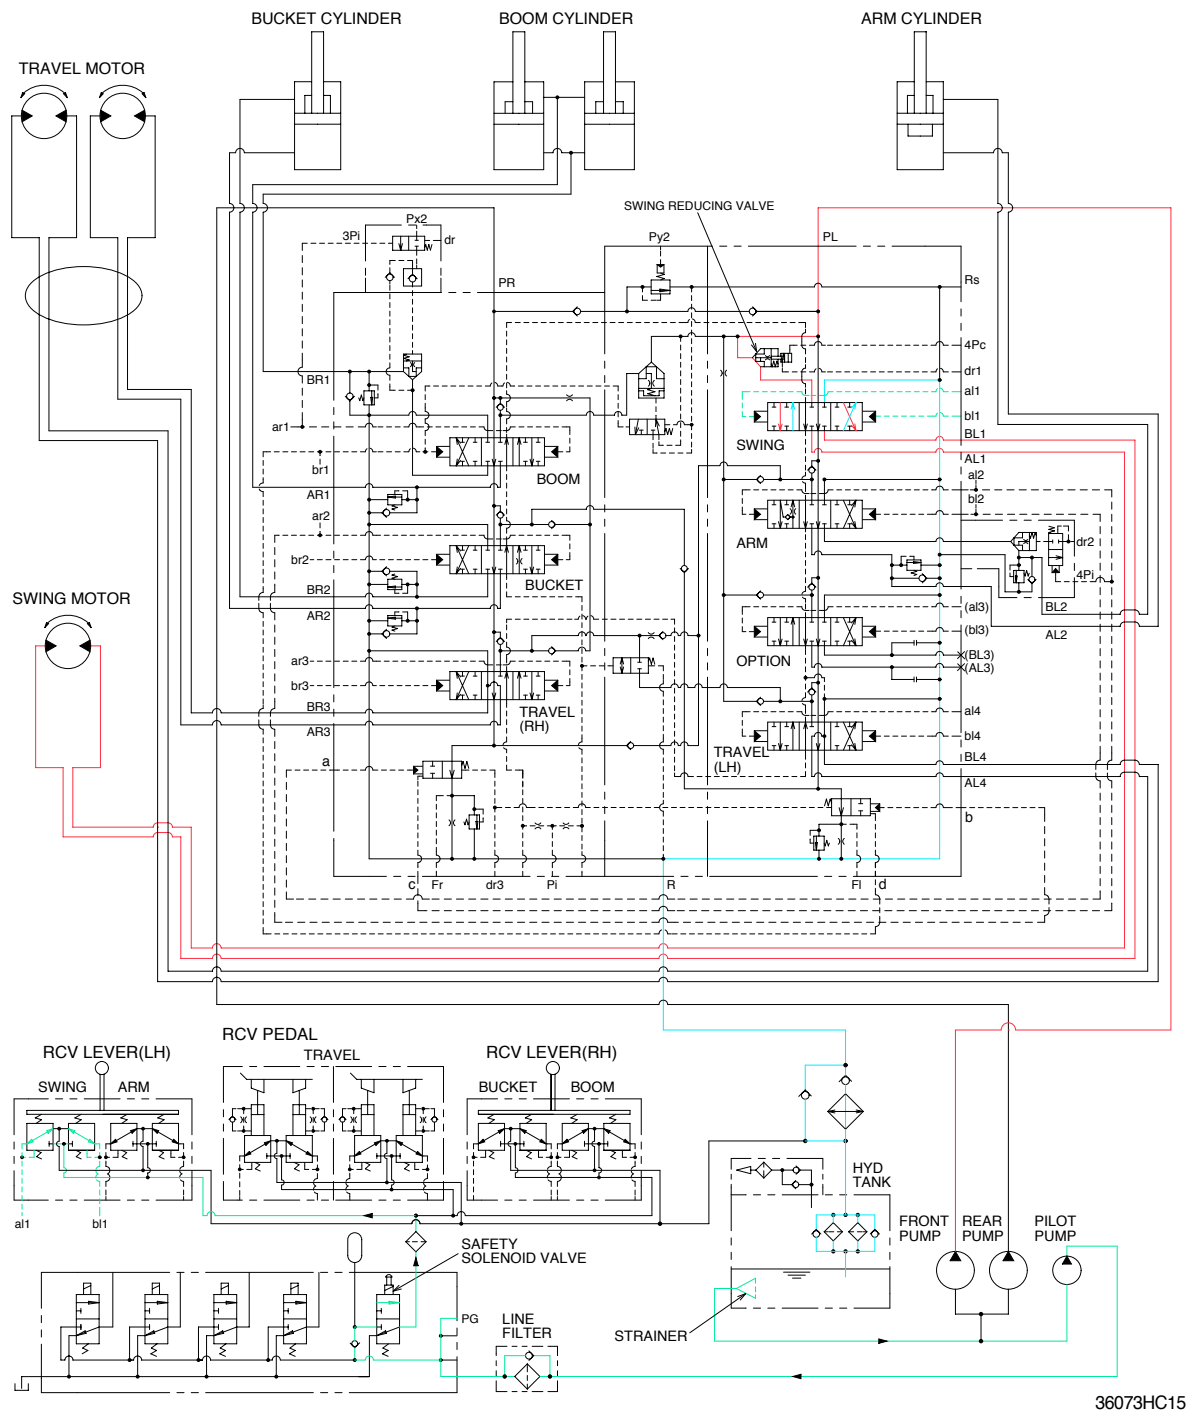 BUCKET CYLINDER
BOOM CYLINDER
ARM CYLINDER
TRAVEL MOTOR
SWING REDUCING VALVE
Px2
3Pi
dr
Py2
PL
PR
Rs
4Pc
dr1
al1
bl1
BL1
AL1
al2
bl2
BR1
ar1
br1
AR1
ar2
br2
BR2
AR2
ar3
br3
BR3
AR3
a
BOOM
BUCKET
TRAVEL
(RH)
SWING
ARM
OPTION
TRAVEL
(LH)
dr2
4Pi
BL2
AL2
(al3)
(bl3)
(BL3)
(AL3)
al4
bl4
BL4
AL4
b
SWING MOTOR
c
Fr
dr3
Pi
R
Fl
d
RCV LEVER(LH)
SWING
ARM
al1
bl1
RCV PEDAL
TRAVEL
RCV LEVER(RH)
BUCKET
BOOM
HYD
TANK
FRONT
PUMP
REAR
PUMP
PILOT
PUMP
SAFETY
SOLENOID VALVE
PG
LINE
FILTER
STRAINER
36073HC15